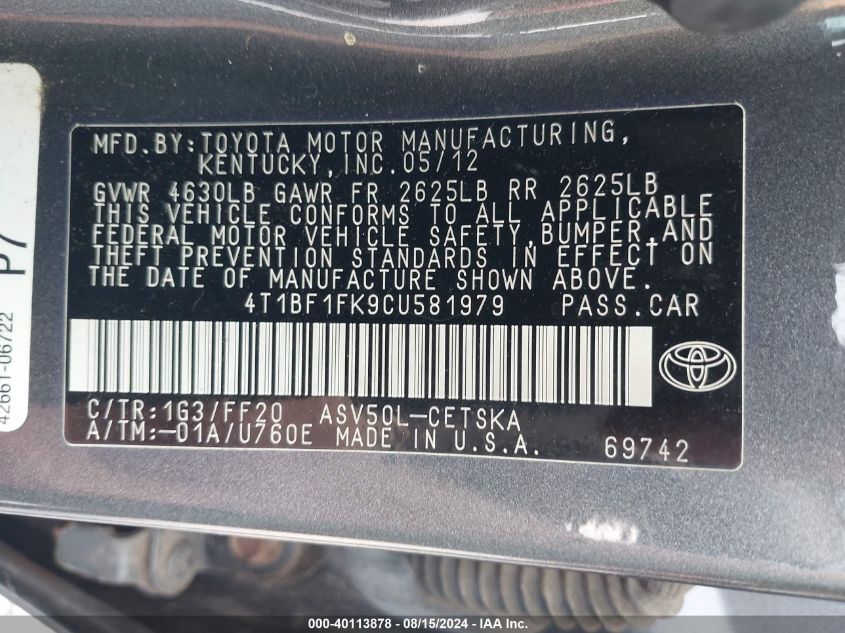 MFD.BY:TOYOTA MOTOR MANUFACTURING,
KENTUCKY,INC.05/12
GVWR 4630LB GAWR FR 2625LB RR 2625LB
THIS VEHICLE CONFORMS TO ALL APPLICABLE
FEDERAL MOTOR VEHICLE SAFETY,BUMPER,AND
THEFT PREVENTION STANDARDS IN EFFECT ON
THE DATE OF MANUFACTURE SHOWN ABOVE.
4T1BF1FK9CU581979 PASS.CAR
C/TR:1G3/FF20 ASV50L-CETSKA
A/TM:-01A/U760E MADE IN U.S.A. 69742
42661-06722
P7
000-40113878 - 08/15/2024 - IAA Inc.